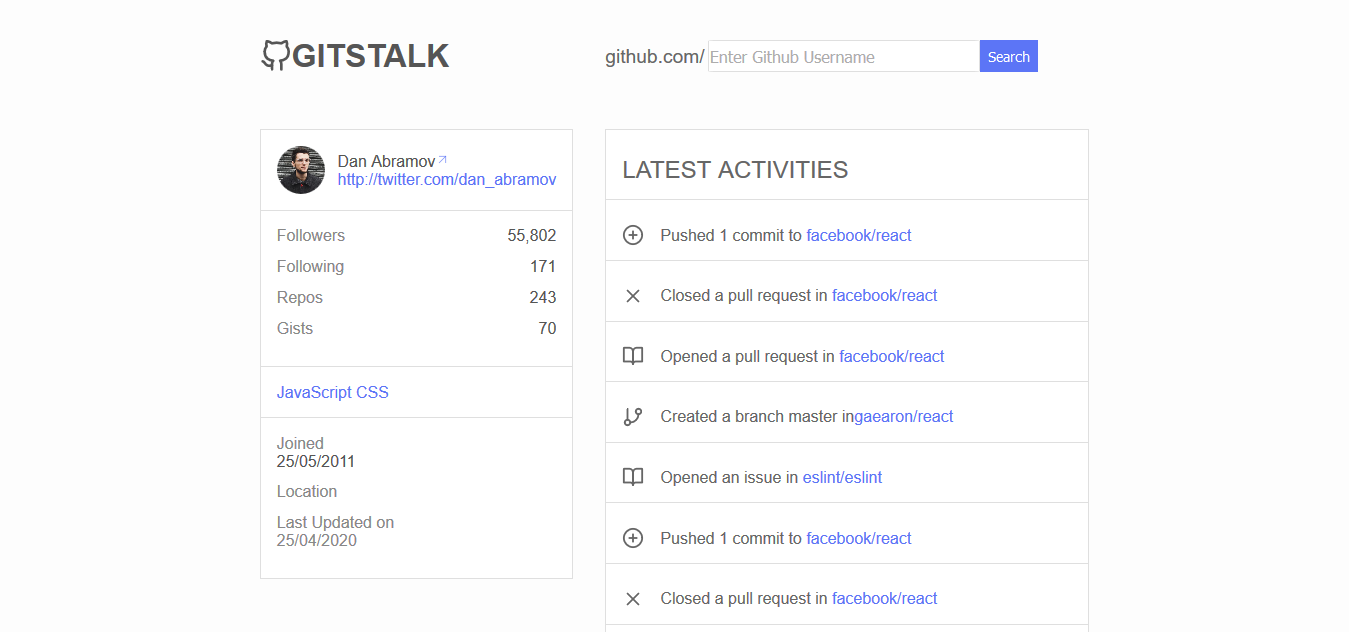 GITSTALK
github.com/ Enter Github Username Search
Dan Abramov
http://twitter.com/dan_abramov
Followers 55,802
Following 171
Repos 243
Gists 70
JavaScript CSS
Joined
25/05/2011
Location
Last Updated on
25/04/2020
LATEST ACTIVITIES
Pushed 1 commit to facebook/react
Closed a pull request in facebook/react
Opened a pull request in facebook/react
Created a branch master ingaearon/react
Opened an issue in eslint/eslint
Pushed 1 commit to facebook/react
Closed a pull request in facebook/react